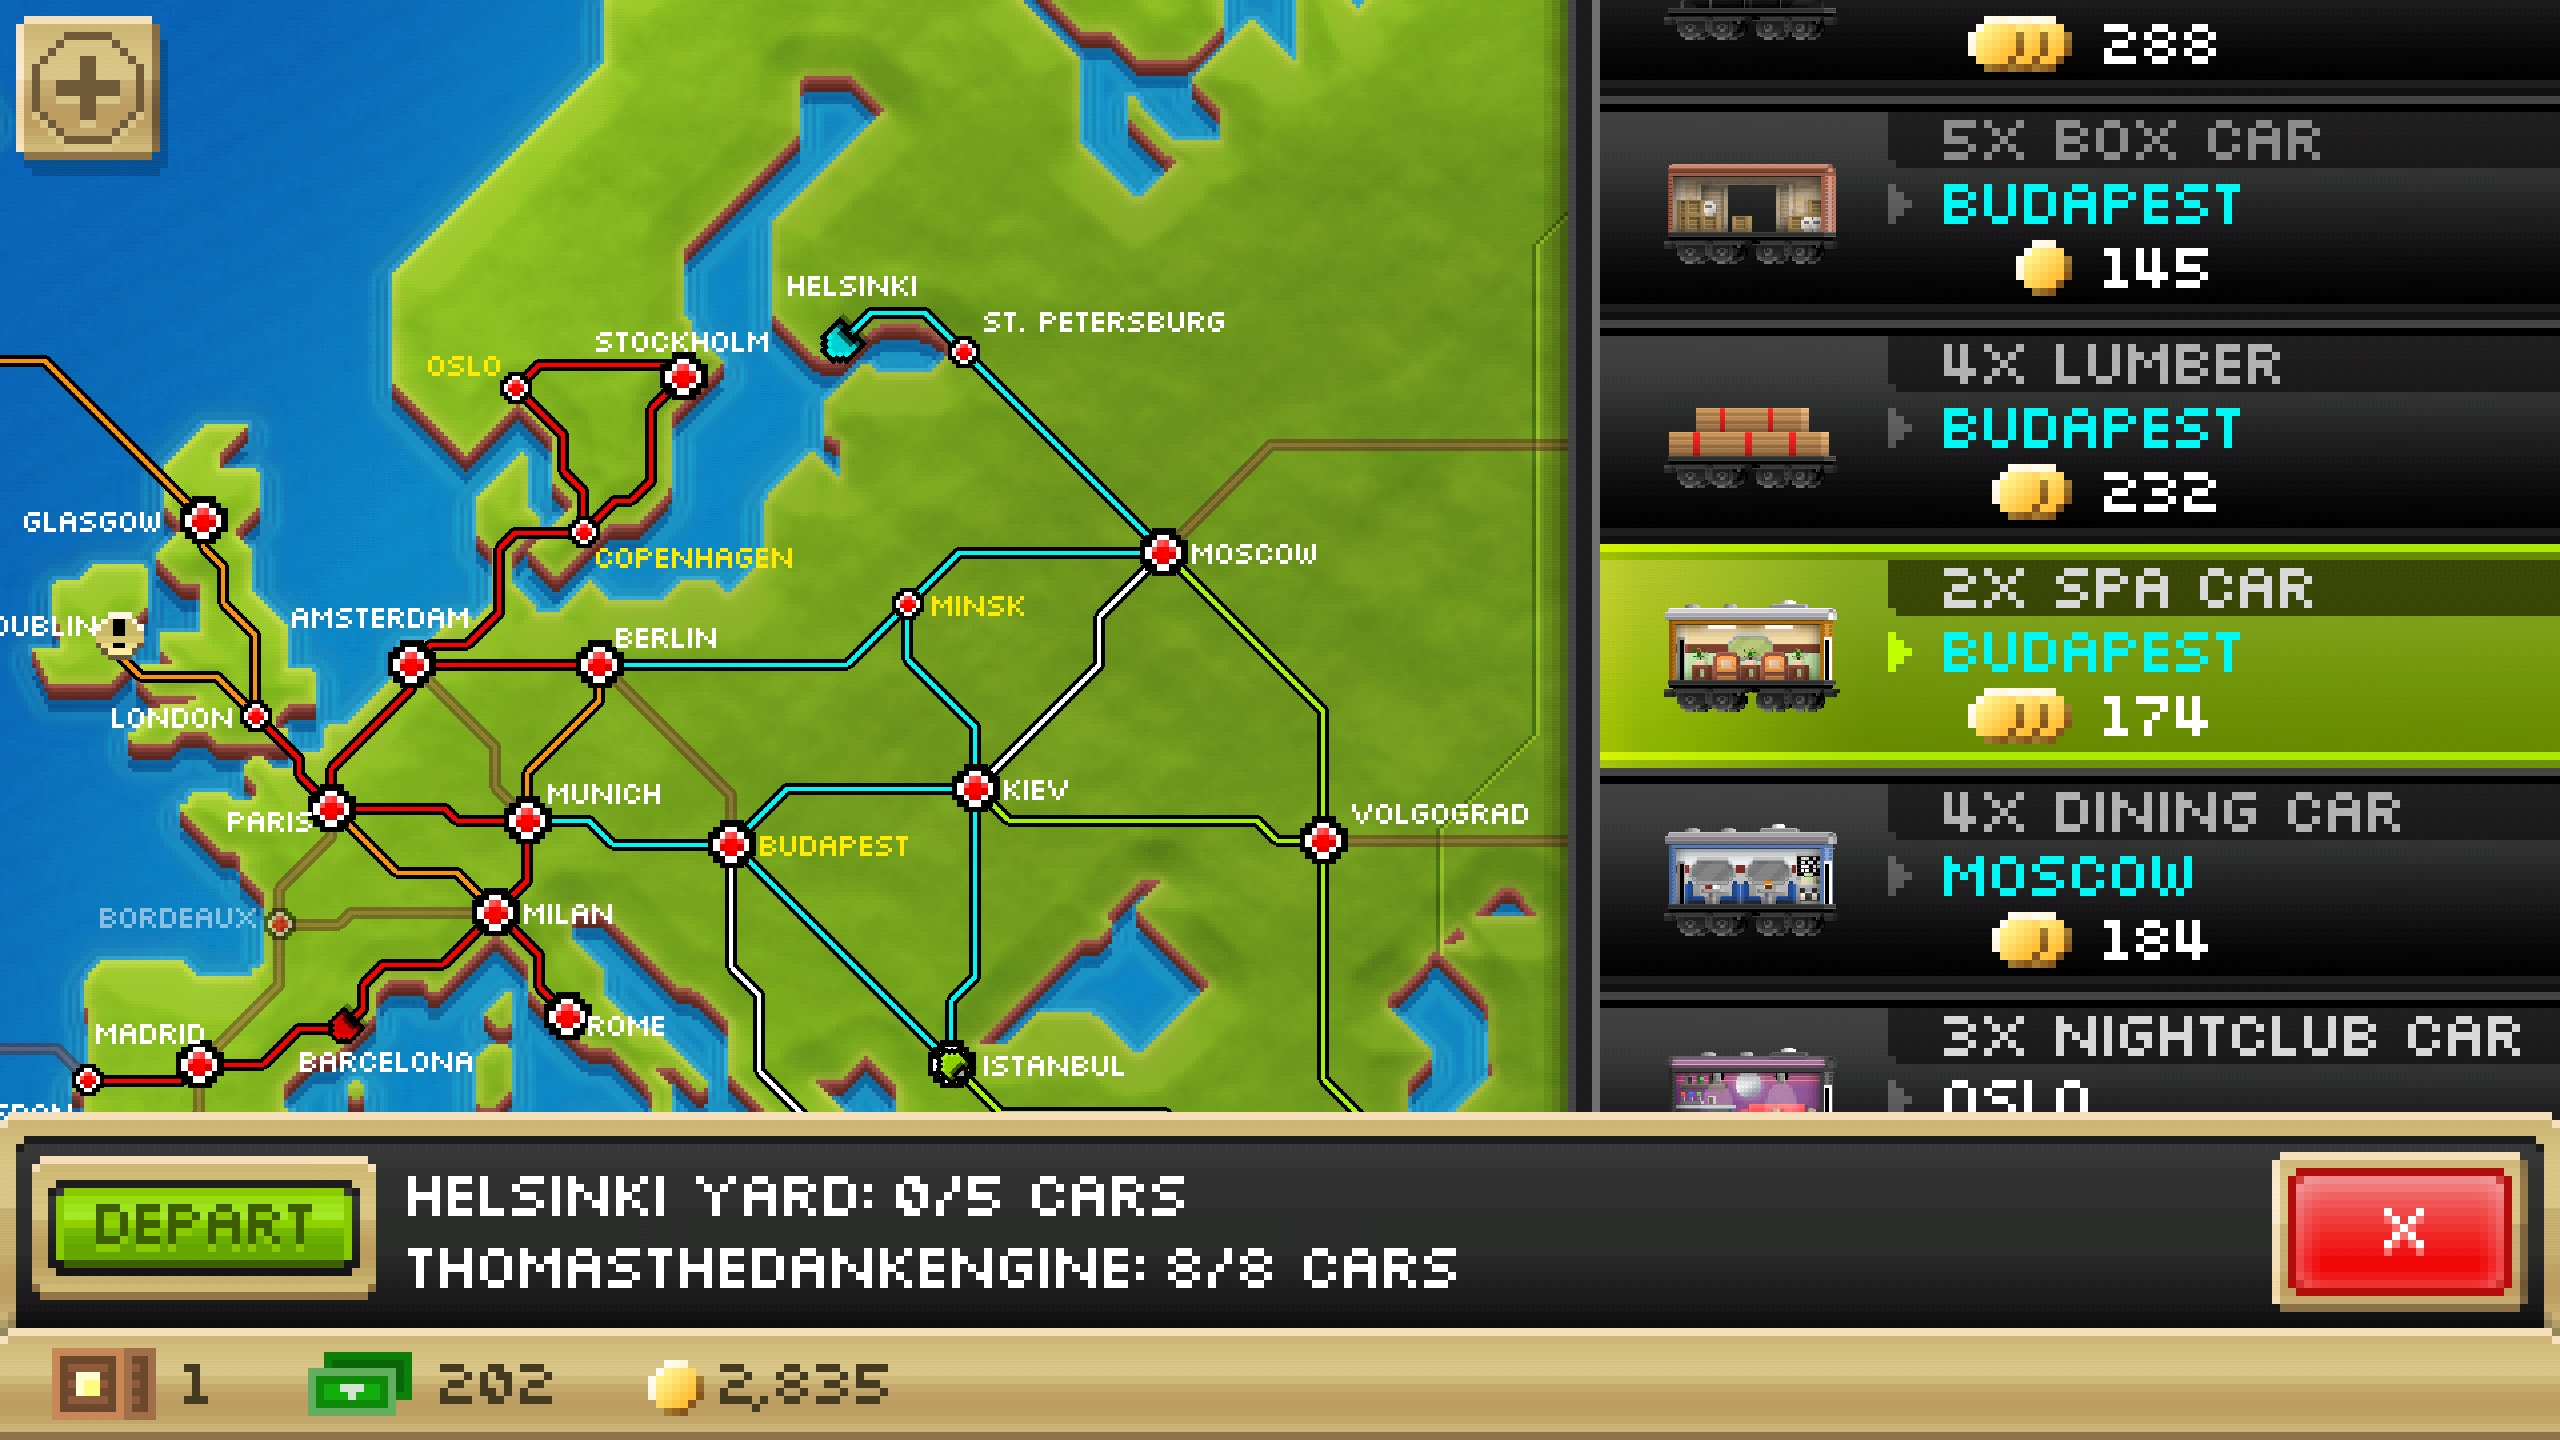 288
5X BOX CAR
BUDAPEST
145
4X LUMBER
BUDAPEST
232
2X SPA CAR
BUDAPEST
174
4X DINING CAR
MOSCOW
184
3X NIGHTCLUB CAR
OSLO
HELSINKI
ST. PETERSBURG
STOCKHOLM
OSLO
GLASGOW
COPENHAGEN
MOSCOW
MINSK
AMSTERDAM
DUBLIN
BERLIN
LONDON
MUNICH
KIEV
VOLGOGRAD
PARIS
BUDAPEST
BORDEAUX
MILAN
MADRID
ROME
BARCELONA
ISTANBUL
DEPART
HELSINKI YARD: 0/5 CARS
THOMASTHEDANKENGINE: 8/8 CARS
X
1
202
2,835